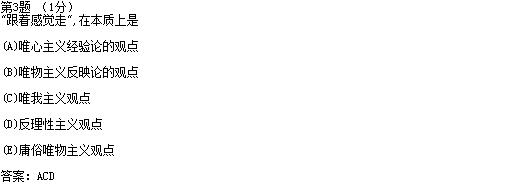 第3题 （1分）
“跟着感觉走”,在本质上是
(A)唯心主义经验论的观点
(B)唯物主义反映论的观点
(C)唯我主义观点
(D)反理性主义观点
(E)庸俗唯物主义观点
答案: ACD